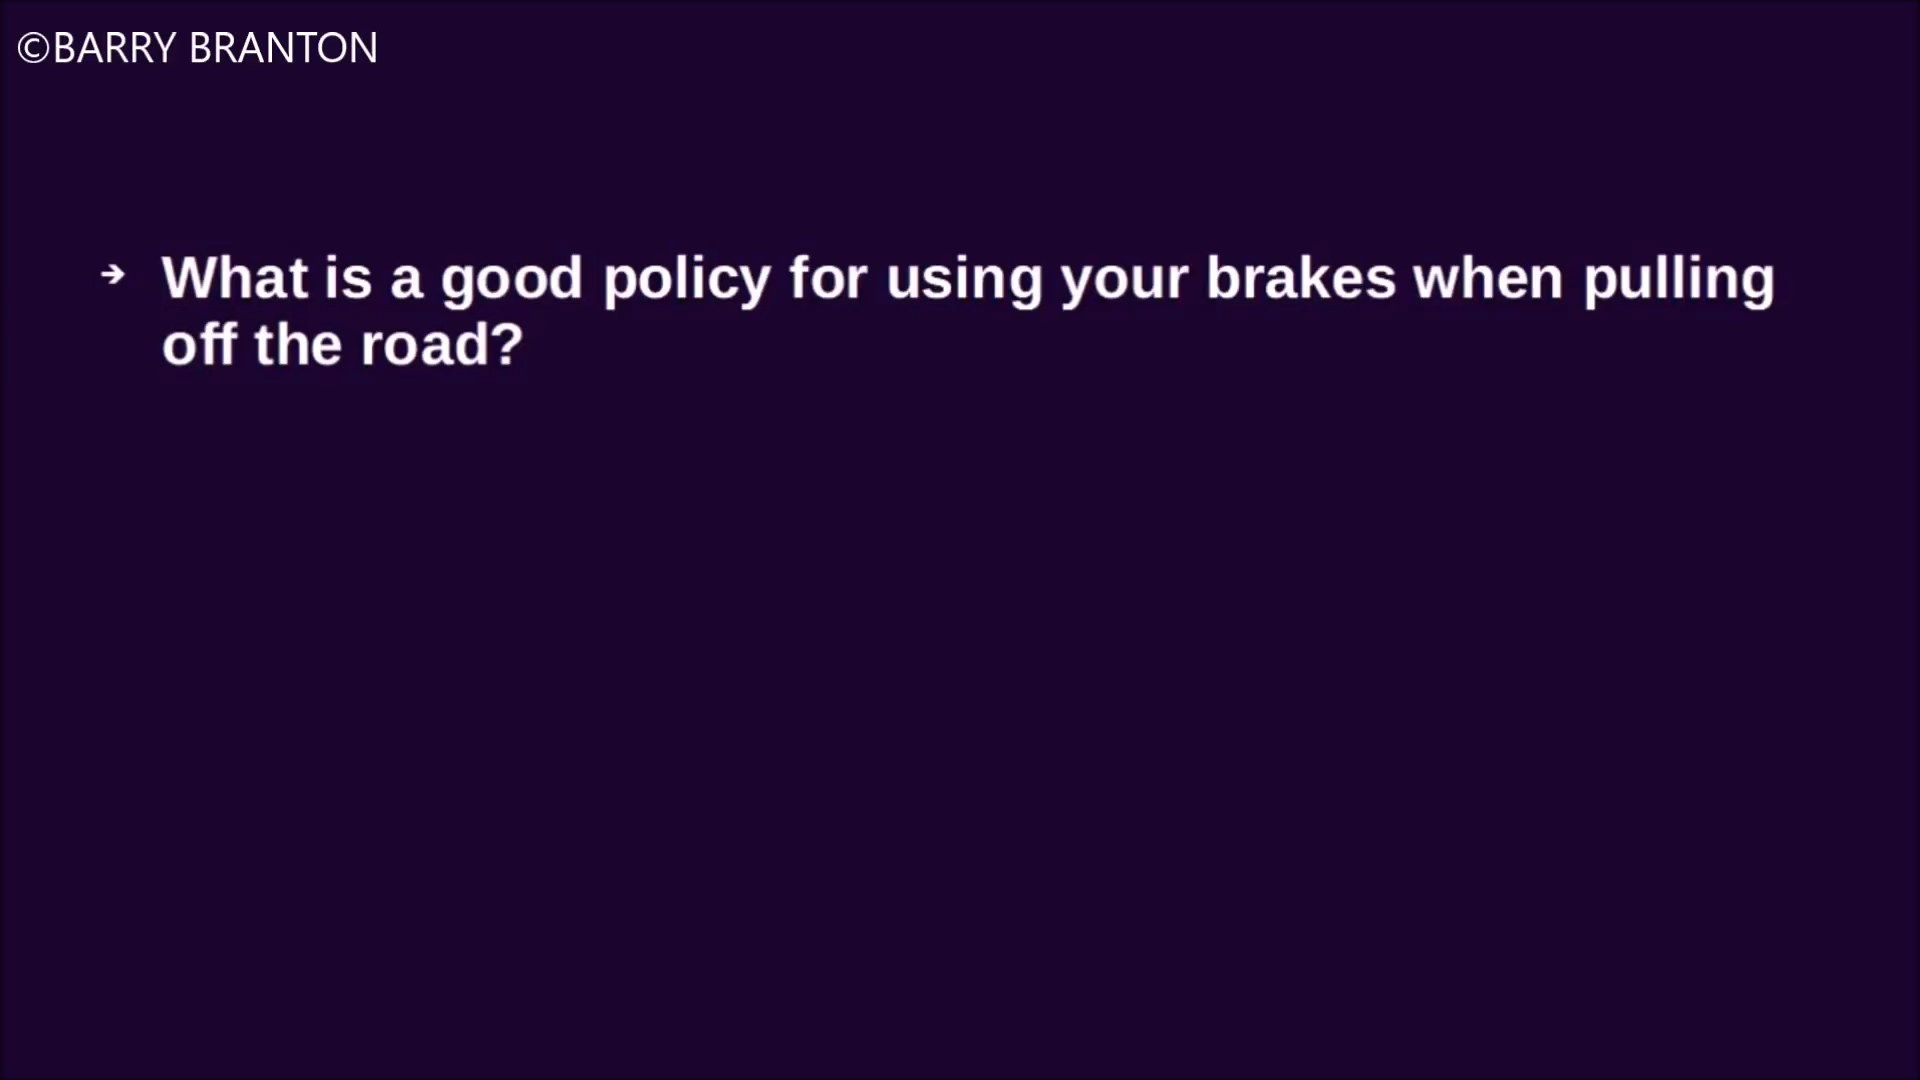 ©BARRY BRANTON
➔ What is a good policy for using your brakes when pulling
off the road?